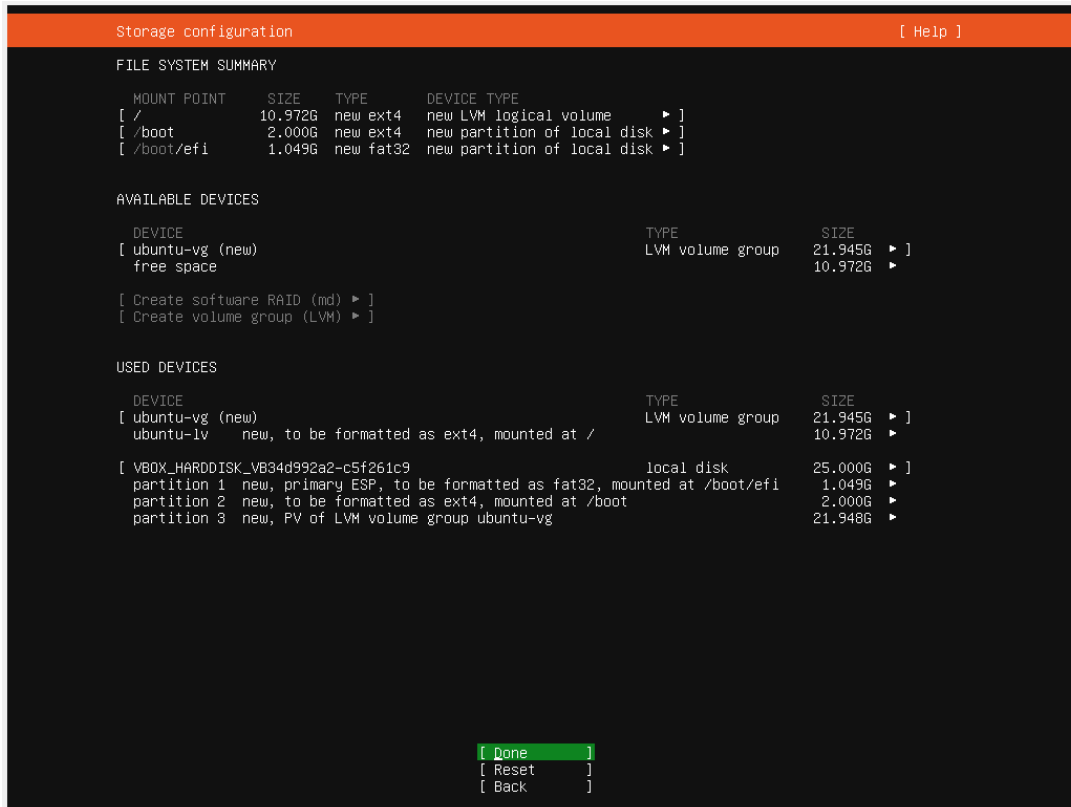 Storage configuration [ Help ]
FILE SYSTEM SUMMARY
MOUNT POINT SIZE TYPE DEVICE TYPE
[ / 10.972G new ext4 new LVM logical volume ▸ ]
[ /boot 2.000G new ext4 new partition of local disk ▸ ]
[ /boot/efi 1.049G new fat32 new partition of local disk ▸ ]
AVAILABLE DEVICES
DEVICE TYPE SIZE
[ ubuntu-vg (new) LVM volume group 21.945G ▸ ]
free space 10.972G ▸
[ Create software RAID (md) ▸ ]
[ Create volume group (LVM) ▸ ]
USED DEVICES
DEVICE TYPE SIZE
[ ubuntu-vg (new) LVM volume group 21.945G ▸ ]
ubuntu-lv new, to be formatted as ext4, mounted at / 10.972G ▸
[ VBOX_HARDDISK_VB34d992a2-c5f261c9 local disk 25.000G ▸ ]
partition 1 new, primary ESP, to be formatted as fat32, mounted at /boot/efi 1.049G ▸
partition 2 new, to be formatted as ext4, mounted at /boot 2.000G ▸
partition 3 new, PV of LVM volume group ubuntu-vg 21.948G ▸
[ Done ]
[ Reset ]
[ Back ]